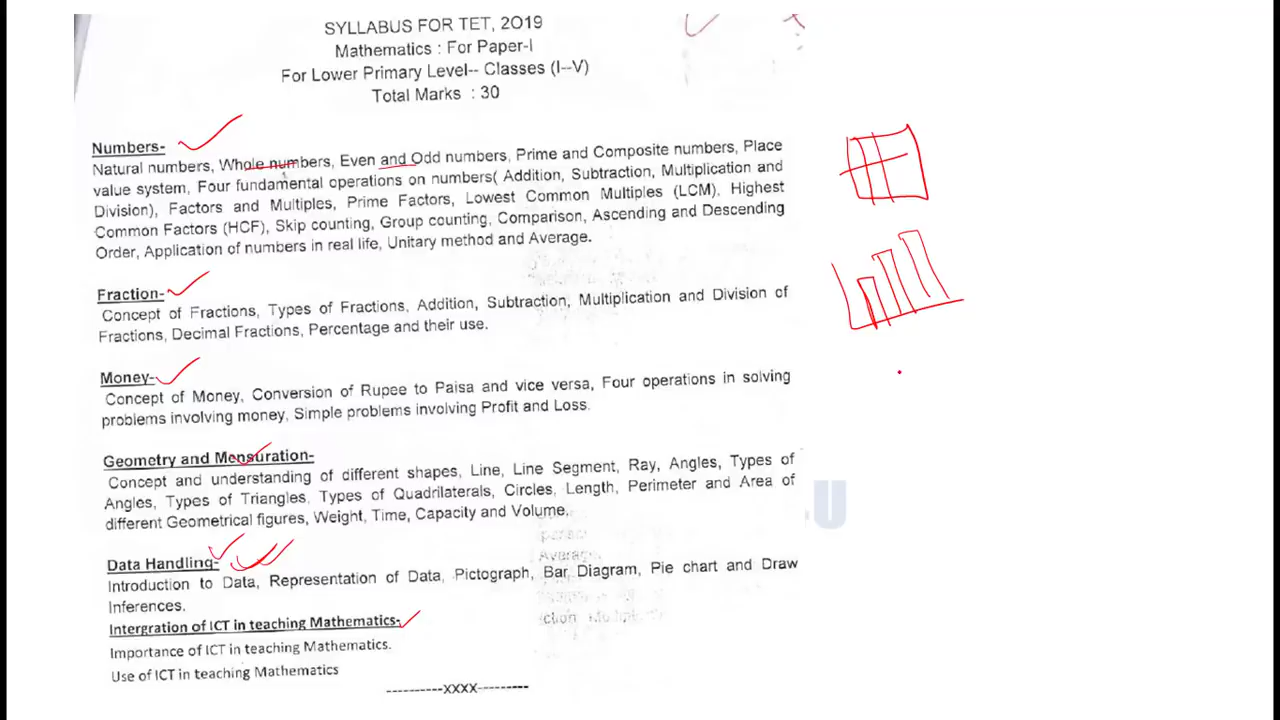 SYLLABUS FOR TET, 2019
Mathematics : For Paper-I
For Lower Primary Level-- Classes (I--V)
Total Marks : 30
Numbers-
Natural numbers, Whole numbers, Even and Odd numbers, Prime and Composite numbers, Place
value system, Four fundamental operations on numbers( Addition, Subtraction, Multiplication and
Division), Factors and Multiples, Prime Factors, Lowest Common Multiples (LCM), Highest
Common Factors (HCF), Skip counting, Group counting, Comparison, Ascending and Descending
Order, Application of numbers in real life, Unitary method and Average.
Fraction-
Concept of Fractions, Types of Fractions, Addition, Subtraction, Multiplication and Division of
Fractions, Decimal Fractions, Percentage and their use.
Money-
Concept of Money, Conversion of Rupee to Paisa and vice versa, Four operations in solving
problems involving money, Simple problems involving Profit and Loss.
Geometry and Mensuration-
Concept and understanding of different shapes, Line, Line Segment, Ray, Angles, Types of
Angles, Types of Triangles, Types of Quadrilaterals, Circles, Length, Perimeter and Area of
different Geometrical figures, Weight, Time, Capacity and Volume.
Data Handling-
Introduction to Data, Representation of Data, Pictograph, Bar Diagram, Pie chart and Draw
Inferences.
Intergration of ICT in teaching Mathematics-
Importance of ICT in teaching Mathematics.
Use of ICT in teaching Mathematics
----------XXXX---------
U